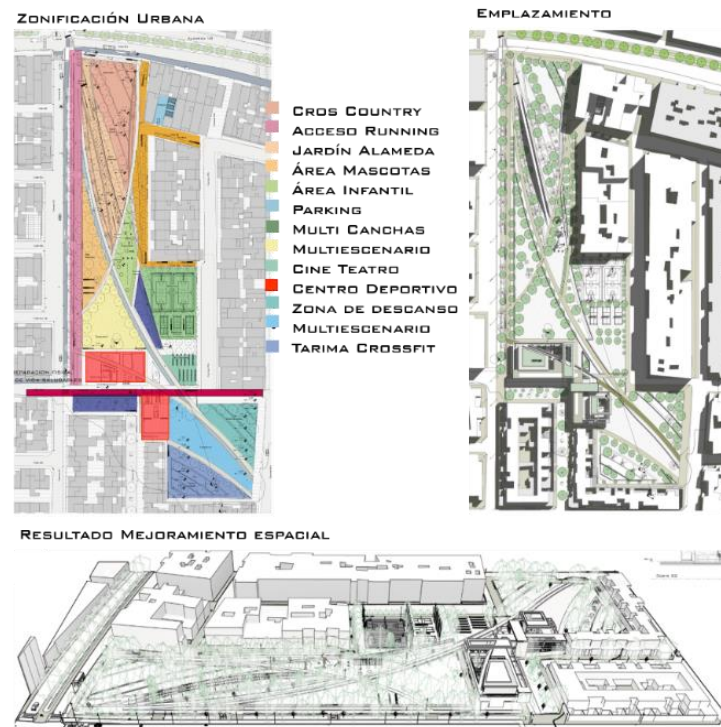 Zonificación Urbana
Emplazamiento
Cros Country
Acceso Running
Jardín Alameda
Área Mascotas
Área Infantil
Parking
Multi Canchas
Multiescenario
Cine Teatro
Centro Deportivo
Zona de descanso
Multiescenario
Tarima Crossfit
Resultado Mejoramiento espacial